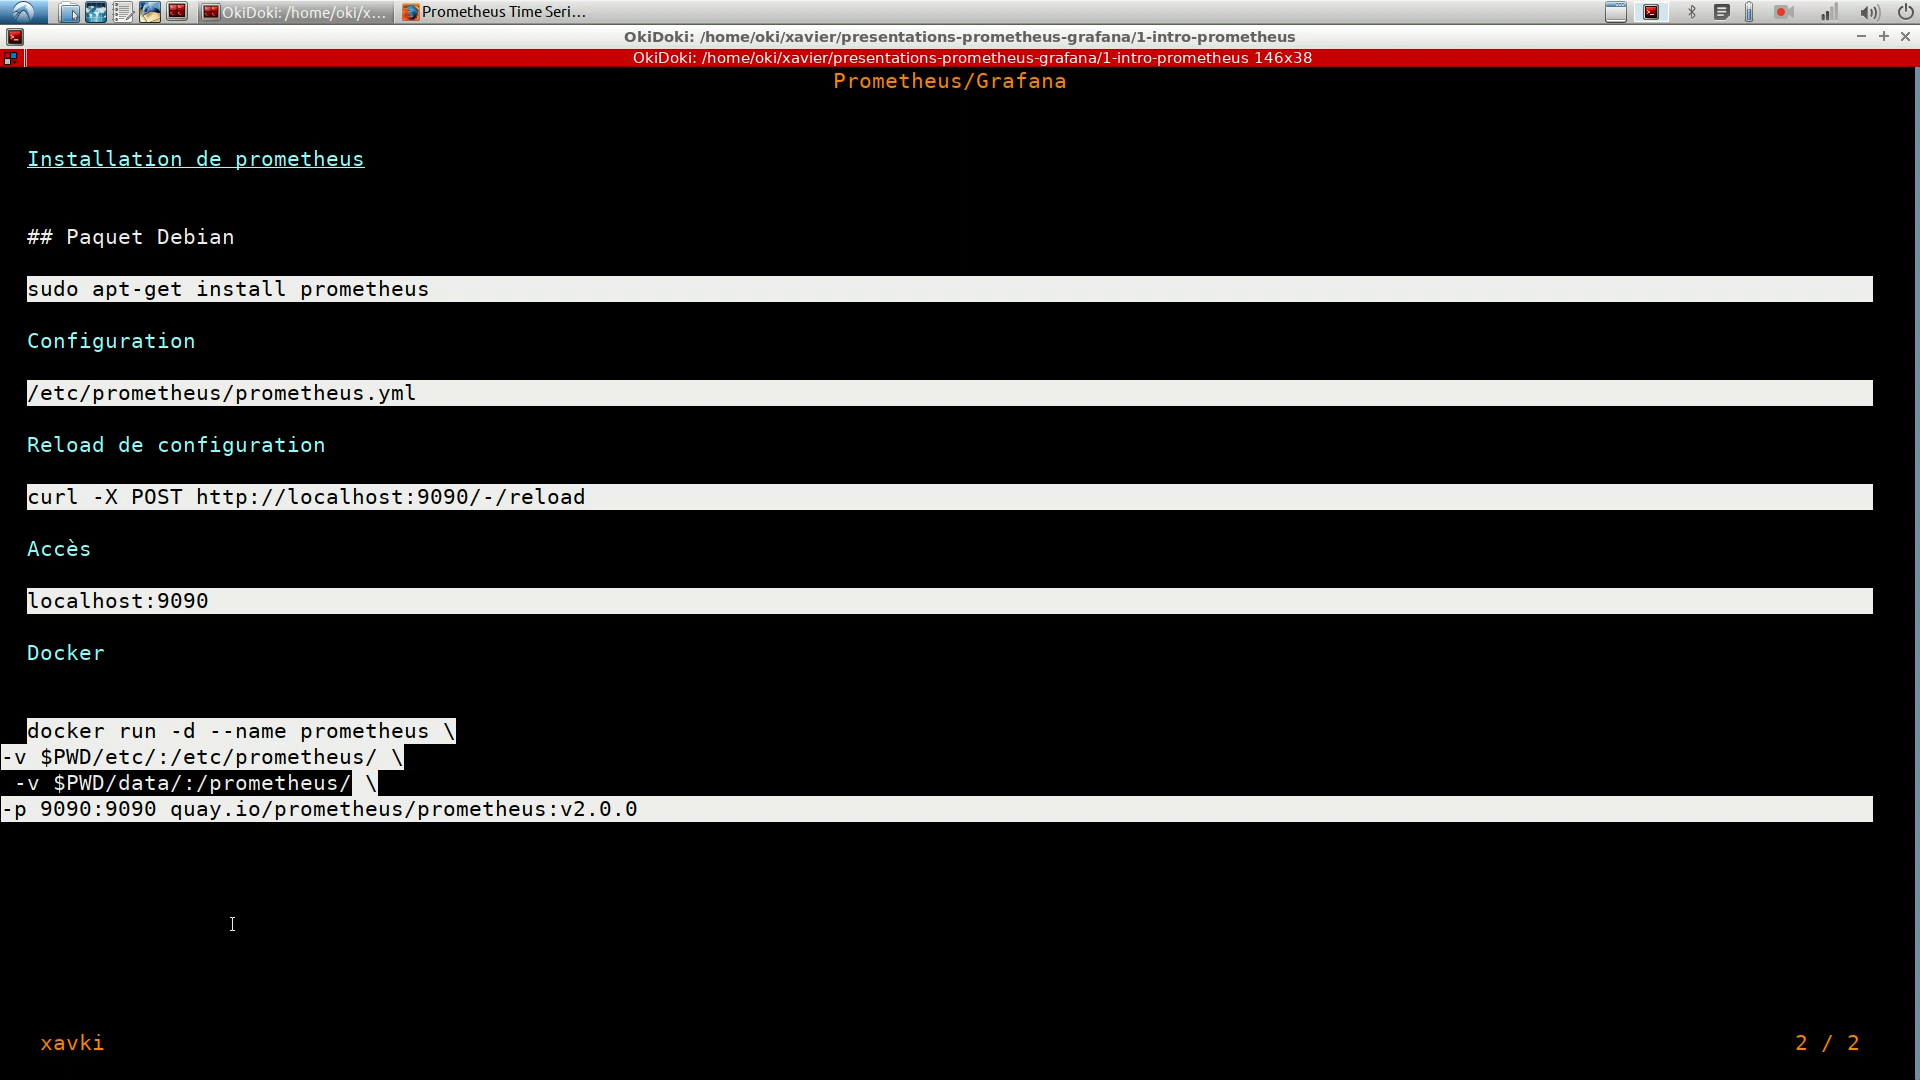 OkiDoki: /home/oki/x...
Prometheus Time Seri...
OkiDoki: /home/oki/xavier/presentations-prometheus-grafana/1-intro-prometheus
OkiDoki: /home/oki/xavier/presentations-prometheus-grafana/1-intro-prometheus 146x38
Prometheus/Grafana
Installation de prometheus
## Paquet Debian
sudo apt-get install prometheus
Configuration
/etc/prometheus/prometheus.yml
Reload de configuration
curl -X POST http://localhost:9090/-/reload
Accès
localhost:9090
Docker
docker run -d --name prometheus \
-v $PWD/etc/:/etc/prometheus/ \
-v $PWD/data/:/prometheus/ \
-p 9090:9090 quay.io/prometheus/prometheus:v2.0.0
xavki
2 / 2